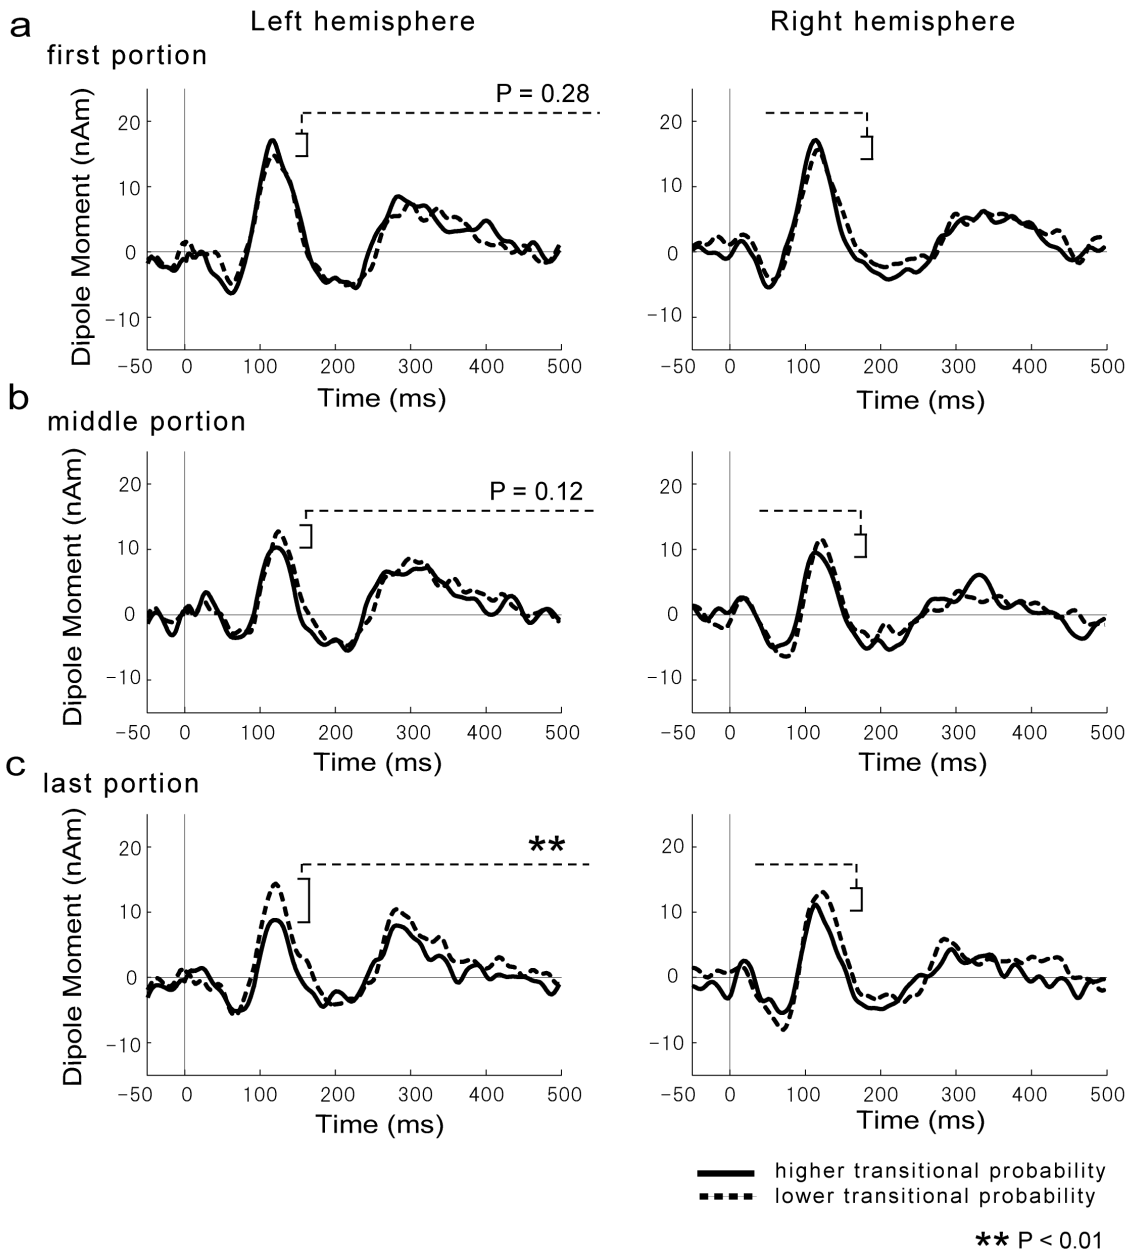 a
Left hemisphere
Right hemisphere
first portion
P = 0.28
Dipole Moment (nAm)
20
10
0
−10
−50 0 100 200 300 400 500
Time (ms)
20
10
0
−10
−50 0 100 200 300 400 500
Time (ms)
b
middle portion
P = 0.12
Dipole Moment (nAm)
20
10
0
−10
−50 0 100 200 300 400 500
Time (ms)
20
10
0
−10
−50 0 100 200 300 400 500
Time (ms)
c
last portion
**
Dipole Moment (nAm)
20
10
0
−10
−50 0 100 200 300 400 500
Time (ms)
20
10
0
−10
−50 0 100 200 300 400 500
Time (ms)
higher transitional probability
lower transitional probability
** P < 0.01